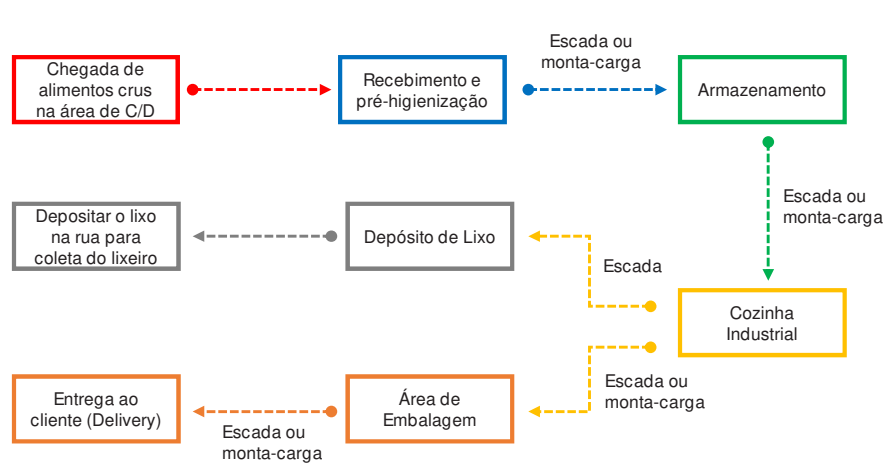 Chegada de
alimentos crus
na área de C/D
Recebimento e
pré-higienização
Escada ou
monta-carga
Armazenamento
Escada ou
monta-carga
Depositar o lixo
na rua para
coleta do lixeiro
Depósito de Lixo
Escada
Cozinha
Industrial
Escada ou
monta-carga
Entrega ao
cliente (Delivery)
Escada ou
monta-carga
Área de
Embalagem